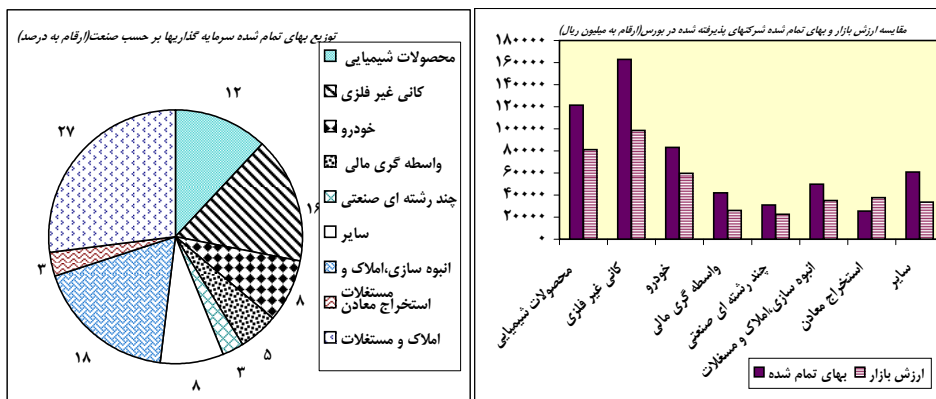 توزیع بهای تمام شده سرمایه گذاریها بر حسب صنعت(ارقام به درصد)
۱۲
۱۶
۸
۵
۳
۸
۱۸
۳
۲۷
محصولات شیمیایی
کانی غیر فلزی
خودرو
واسطه گری مالی
چند رشته ای صنعتی
سایر
انبوه سازی،املاک و
مستغلات
استخراج معادن
املاک و مستغلات
مقایسه ارزش بازار و بهای تمام شده شرکتهای پذیرفته شده در بورس(ارقام به میلیون ریال)
۱۸۰۰۰۰
۱۶۰۰۰۰
۱۴۰۰۰۰
۱۲۰۰۰۰
۱۰۰۰۰۰
۸۰۰۰۰
۶۰۰۰۰
۴۰۰۰۰
۲۰۰۰۰
۰
محصولات شیمیایی
کانی غیر فلزی
خودرو
واسطه گری مالی
چند رشته ای صنعتی
انبوه سازی،املاک و مسغلات
استخراج معادن
سایر
بهای تمام شده
ارزش بازار